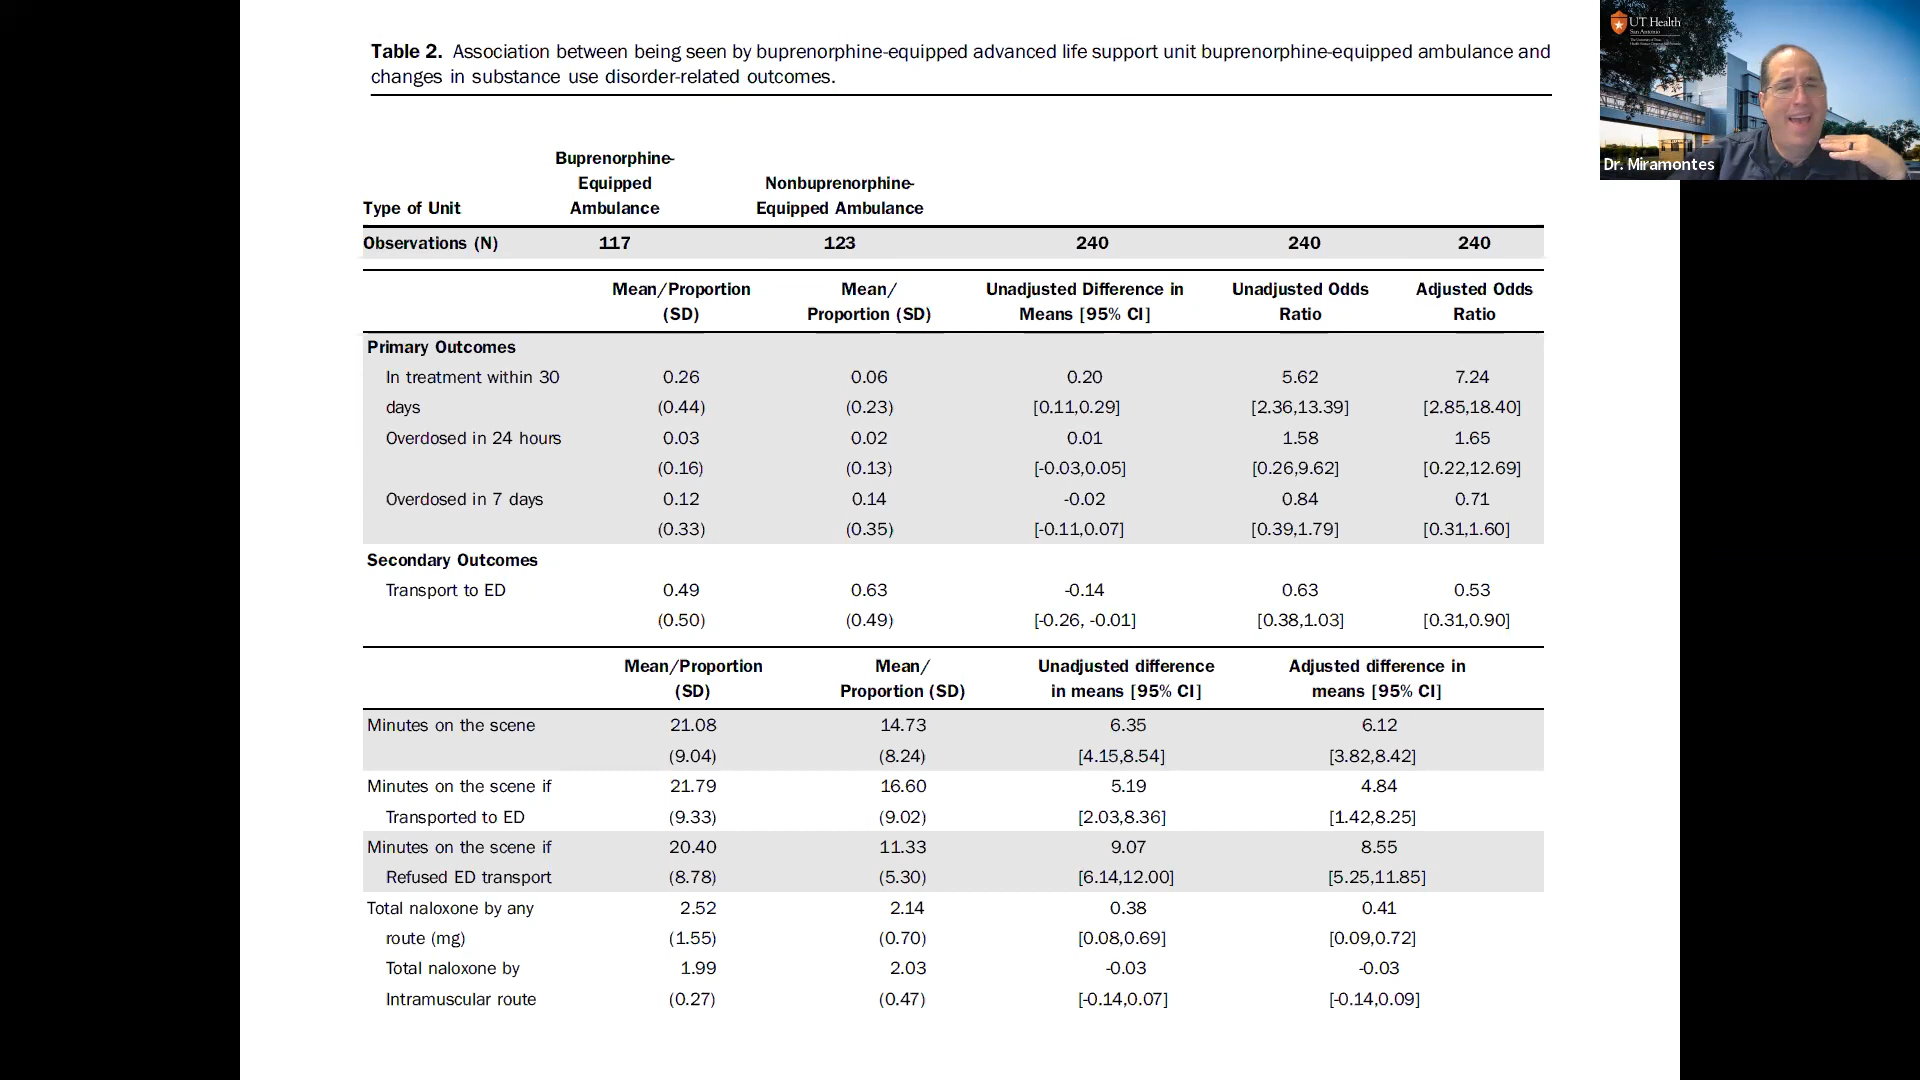 Table 2. Association between being seen by buprenorphine-equipped advanced life support unit buprenorphine-equipped ambulance and
changes in substance use disorder-related outcomes.
UT Health
San Antonio
Dr. Miramontes
Buprenorphine-
Equipped Nonbuprenorphine-
Type of Unit Ambulance Equipped Ambulance
Observations (N) 117 123 240 240 240
Mean/Proportion Mean/ Unadjusted Difference in Unadjusted Odds Adjusted Odds
(SD) Proportion (SD) Means [95% CI] Ratio Ratio
Primary Outcomes
In treatment within 30 0.26 0.06 0.20 5.62 7.24
days (0.44) (0.23) [0.11,0.29] [2.36,13.39] [2.85,18.40]
Overdosed in 24 hours 0.03 0.02 0.01 1.58 1.65
(0.16) (0.13) [-0.03,0.05] [0.26,9.62] [0.22,12.69]
Overdosed in 7 days 0.12 0.14 -0.02 0.84 0.71
(0.33) (0.35) [-0.11,0.07] [0.39,1.79] [0.31,1.60]
Secondary Outcomes
Transport to ED 0.49 0.63 -0.14 0.63 0.53
(0.50) (0.49) [-0.26, -0.01] [0.38,1.03] [0.31,0.90]
Mean/Proportion Mean/ Unadjusted difference Adjusted difference in
(SD) Proportion (SD) in means [95% CI] means [95% CI]
Minutes on the scene 21.08 14.73 6.35 6.12
(9.04) (8.24) [4.15,8.54] [3.82,8.42]
Minutes on the scene if 21.79 16.60 5.19 4.84
Transported to ED (9.33) (9.02) [2.03,8.36] [1.42,8.25]
Minutes on the scene if 20.40 11.33 9.07 8.55
Refused ED transport (8.78) (5.30) [6.14,12.00] [5.25,11.85]
Total naloxone by any 2.52 2.14 0.38 0.41
route (mg) (1.55) (0.70) [0.08,0.69] [0.09,0.72]
Total naloxone by 1.99 2.03 -0.03 -0.03
Intramuscular route (0.27) (0.47) [-0.14,0.07] [-0.14,0.09]